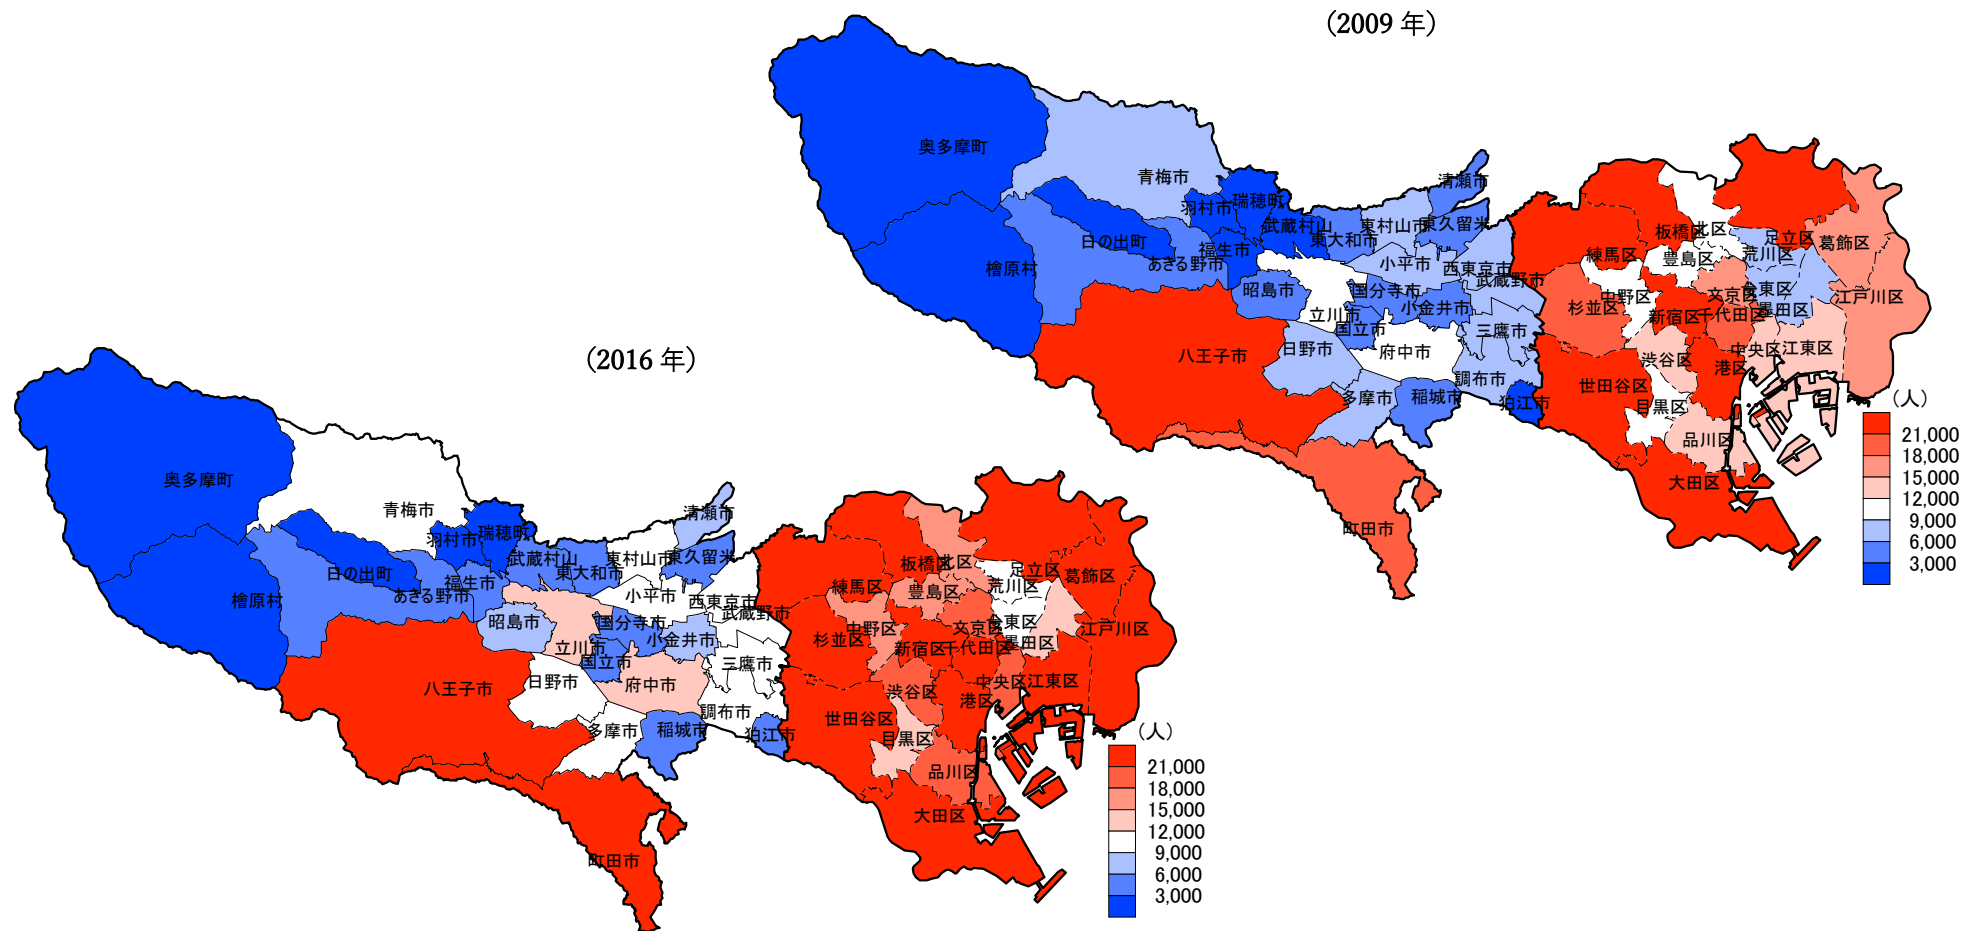 (2009 年)
奥多摩町
青梅市
清瀬市
羽村市
瑞穂町
武蔵村山
東大和市
東村山市
東久留米
日の出町
福生市
あきる野市
檜原村
小平市
西東京市
武蔵野市
昭島市
国分寺市
小金井市
立川市
国立市
三鷹市
日野市
府中市
八王子市
調布市
多摩市
稲城市
狛江市
町田市
板橋区
北区
足立区
葛飾区
練馬区
豊島区
荒川区
中野区
文京区
台東区
江戸川区
杉並区
新宿区
千代田区
墨田区
渋谷区
中央区
江東区
港区
世田谷区
目黒区
品川区
大田区
(人)
21,000
18,000
15,000
12,000
9,000
6,000
3,000
(2016 年)
奥多摩町
青梅市
清瀬市
羽村市
瑞穂町
武蔵村山
東大和市
東村山市
東久留米
日の出町
福生市
あきる野市
檜原村
小平市
西東京市
武蔵野市
昭島市
国分寺市
小金井市
立川市
国立市
三鷹市
日野市
府中市
八王子市
調布市
多摩市
稲城市
狛江市
町田市
板橋区
北区
足立区
葛飾区
練馬区
豊島区
荒川区
中野区
文京区
台東区
江戸川区
杉並区
新宿区
千代田区
墨田区
渋谷区
中央区
江東区
港区
世田谷区
目黒区
品川区
大田区
(人)
21,000
18,000
15,000
12,000
9,000
6,000
3,000